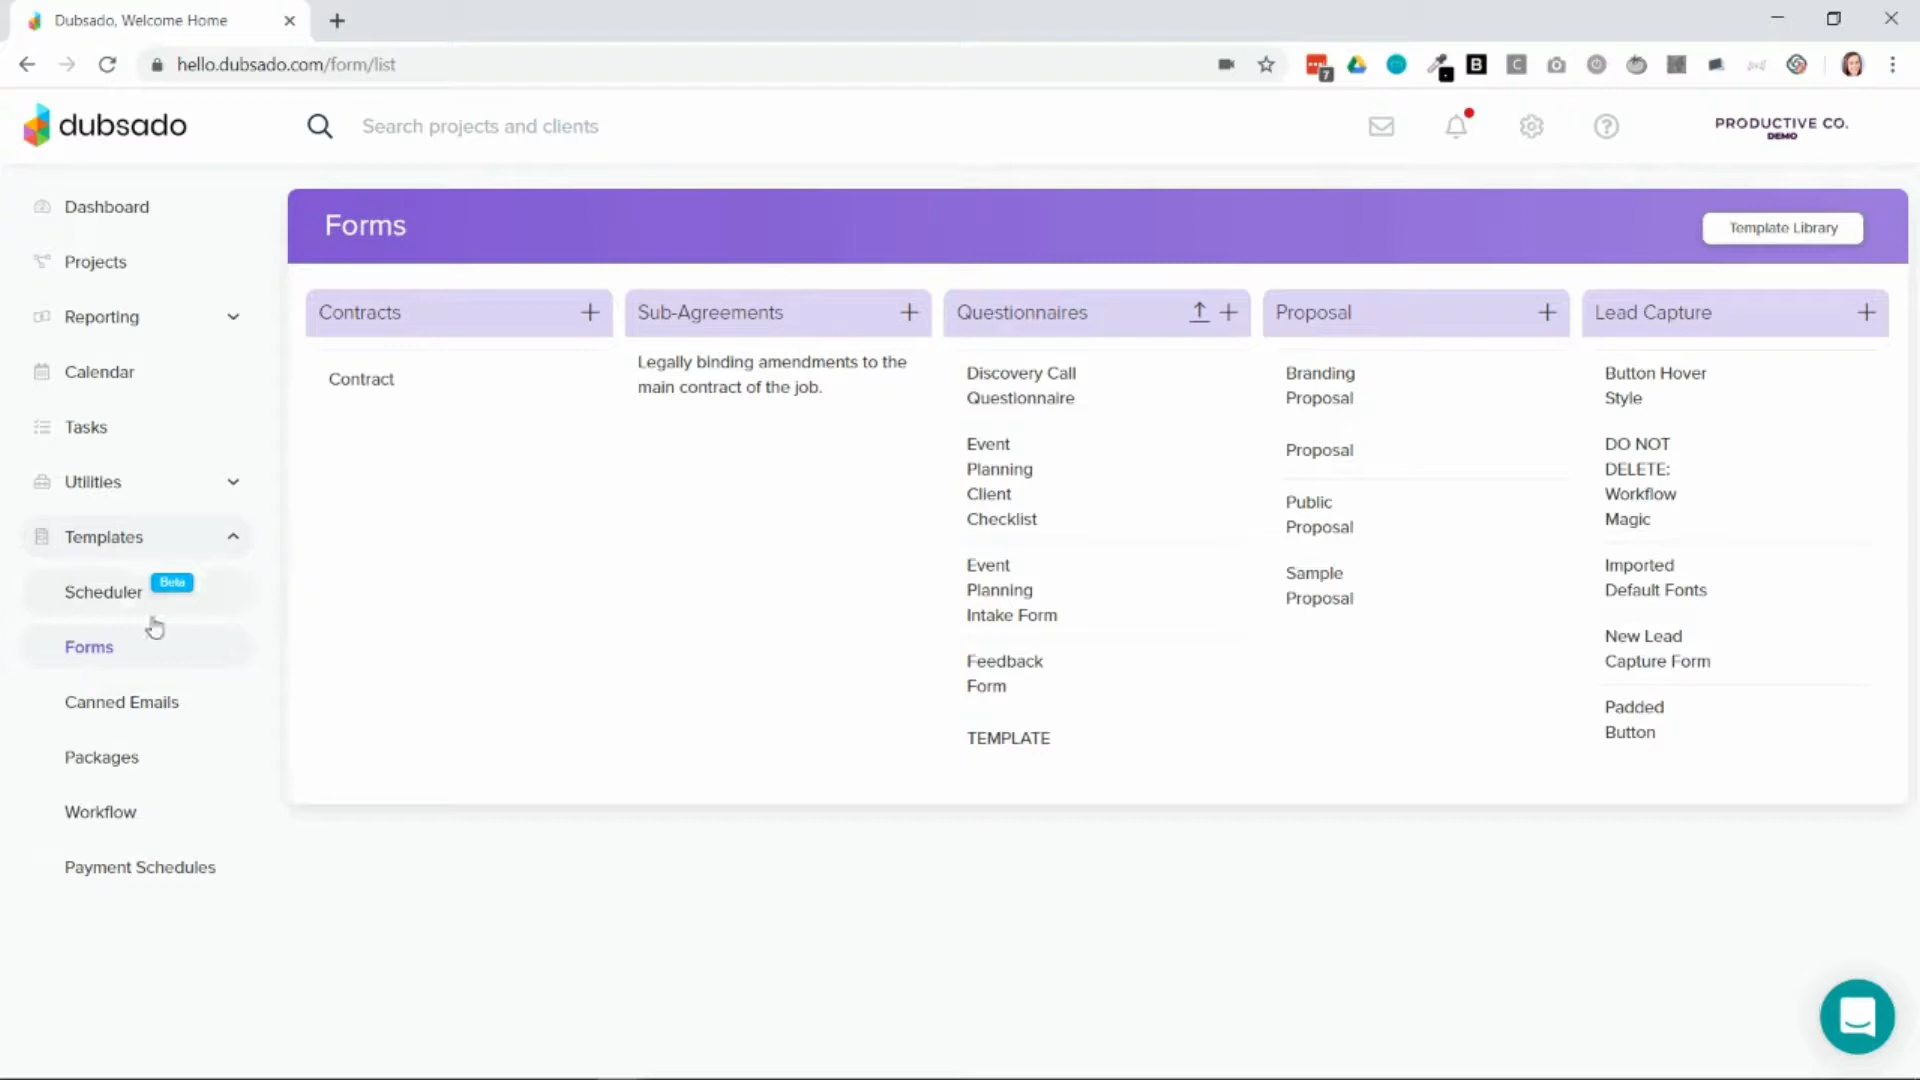 Dubsado, Welcome Home
hello.dubsado.com/form/list
7
B
C
dubsado
Search projects and clients
PRODUCTIVE CO.
DEMO
Dashboard
Projects
Reporting
Calendar
Tasks
Utilities
Templates
Scheduler
Beta
Forms
Canned Emails
Packages
Workflow
Payment Schedules
Forms
Template Library
Contracts
Contract
Sub-Agreements
Legally binding amendments to the
main contract of the job.
Questionnaires
Discovery Call
Questionnaire
Event
Planning
Client
Checklist
Event
Planning
Intake Form
Feedback
Form
TEMPLATE
Proposal
Branding
Proposal
Proposal
Public
Proposal
Sample
Proposal
Lead Capture
Button Hover
Style
DO NOT
DELETE:
Workflow
Magic
Imported
Default Fonts
New Lead
Capture Form
Padded
Button